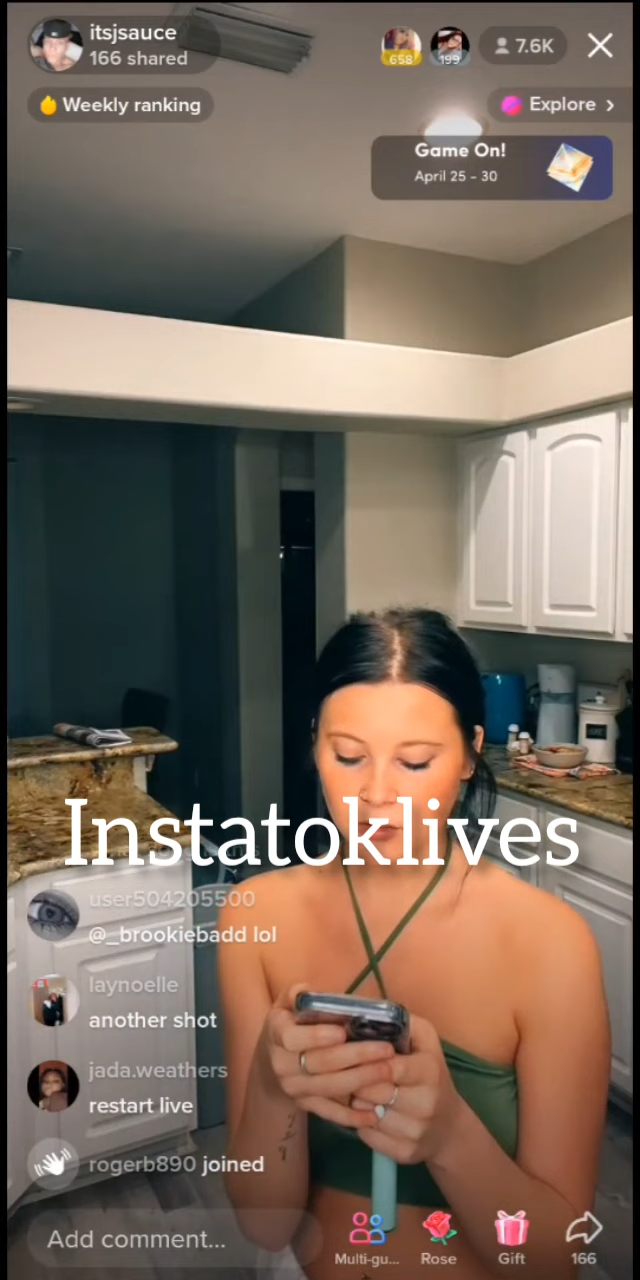 itsjsauce
166 shared
658
199
7.6K
Weekly ranking
Explore >
Game On!
April 25 - 30
Instatoklives
user504205500
@_brookiebadd lol
laynoelle
another shot
jada.weathers
restart live
rogerb890 joined
Add comment...
Multi-gu...
Rose
Gift
166